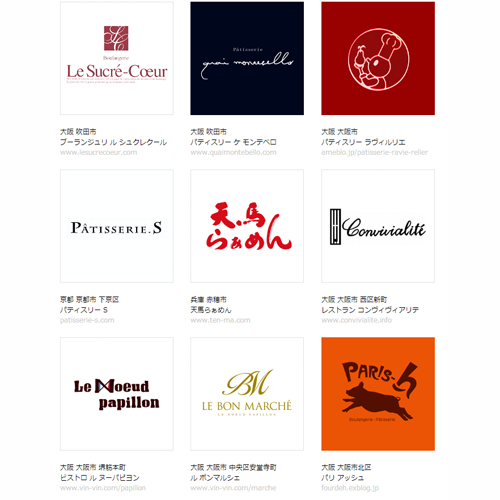 Boulangerie
Le Sucré-Cœur
大阪 吹田市
ブーランジュリ ル シュクレクール
www.lesucrecoeur.com
Pâtisserie
quai montebello
大阪 吹田市
パティスリー ケ モンテベロ
www.quaimontebello.com
大阪 大阪市
パティスリー ラヴィルリエ
ameblo.jp/patisserie-ravie-relier
PÂTISSERIE.S
京都 京都市 下京区
パティスリー S
patisserie-s.com
天馬
らぁめん
兵庫 赤穂市
天馬らぁめん
www.ten-ma.com
Convivialité
大阪 大阪市 西区新町
レストラン コンヴィヴィアリテ
www.convivialite.info
Le Noeud
papillon
大阪 大阪市 堺筋本町
ビストロ ル ヌーパピヨン
www.vin-vin.com/papillon
BM
LE BON MARCHÉ
LE NOEUD PAPILLON
大阪 大阪市 中央区安堂寺町
ル ボンマルシェ
www.vin-vin.com/marche
PARIS-h
Boulangerie-Pâtisserie
大阪 大阪市北区
パリ アッシュ
fourdeh.exblog.jp